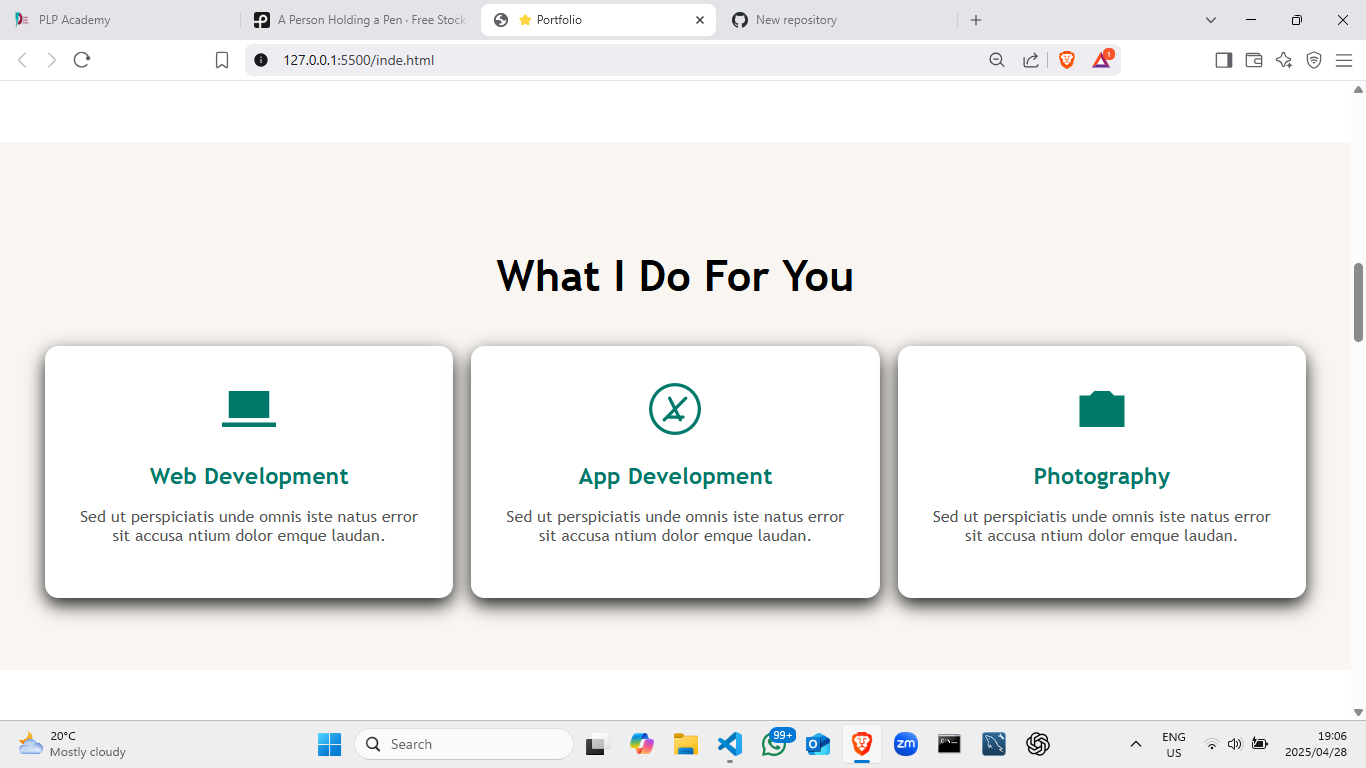 PLP Academy
A Person Holding a Pen · Free Stock
Portfolio
New repository
127.0.0.1:5500/inde.html
1
What I Do For You
Web Development
Sed ut perspiciatis unde omnis iste natus error
sit accusa ntium dolor emque laudan.
App Development
Sed ut perspiciatis unde omnis iste natus error
sit accusa ntium dolor emque laudan.
Photography
Sed ut perspiciatis unde omnis iste natus error
sit accusa ntium dolor emque laudan.
20°C
Mostly cloudy
Search
99+
zm
ENG
US
19:06
2025/04/28